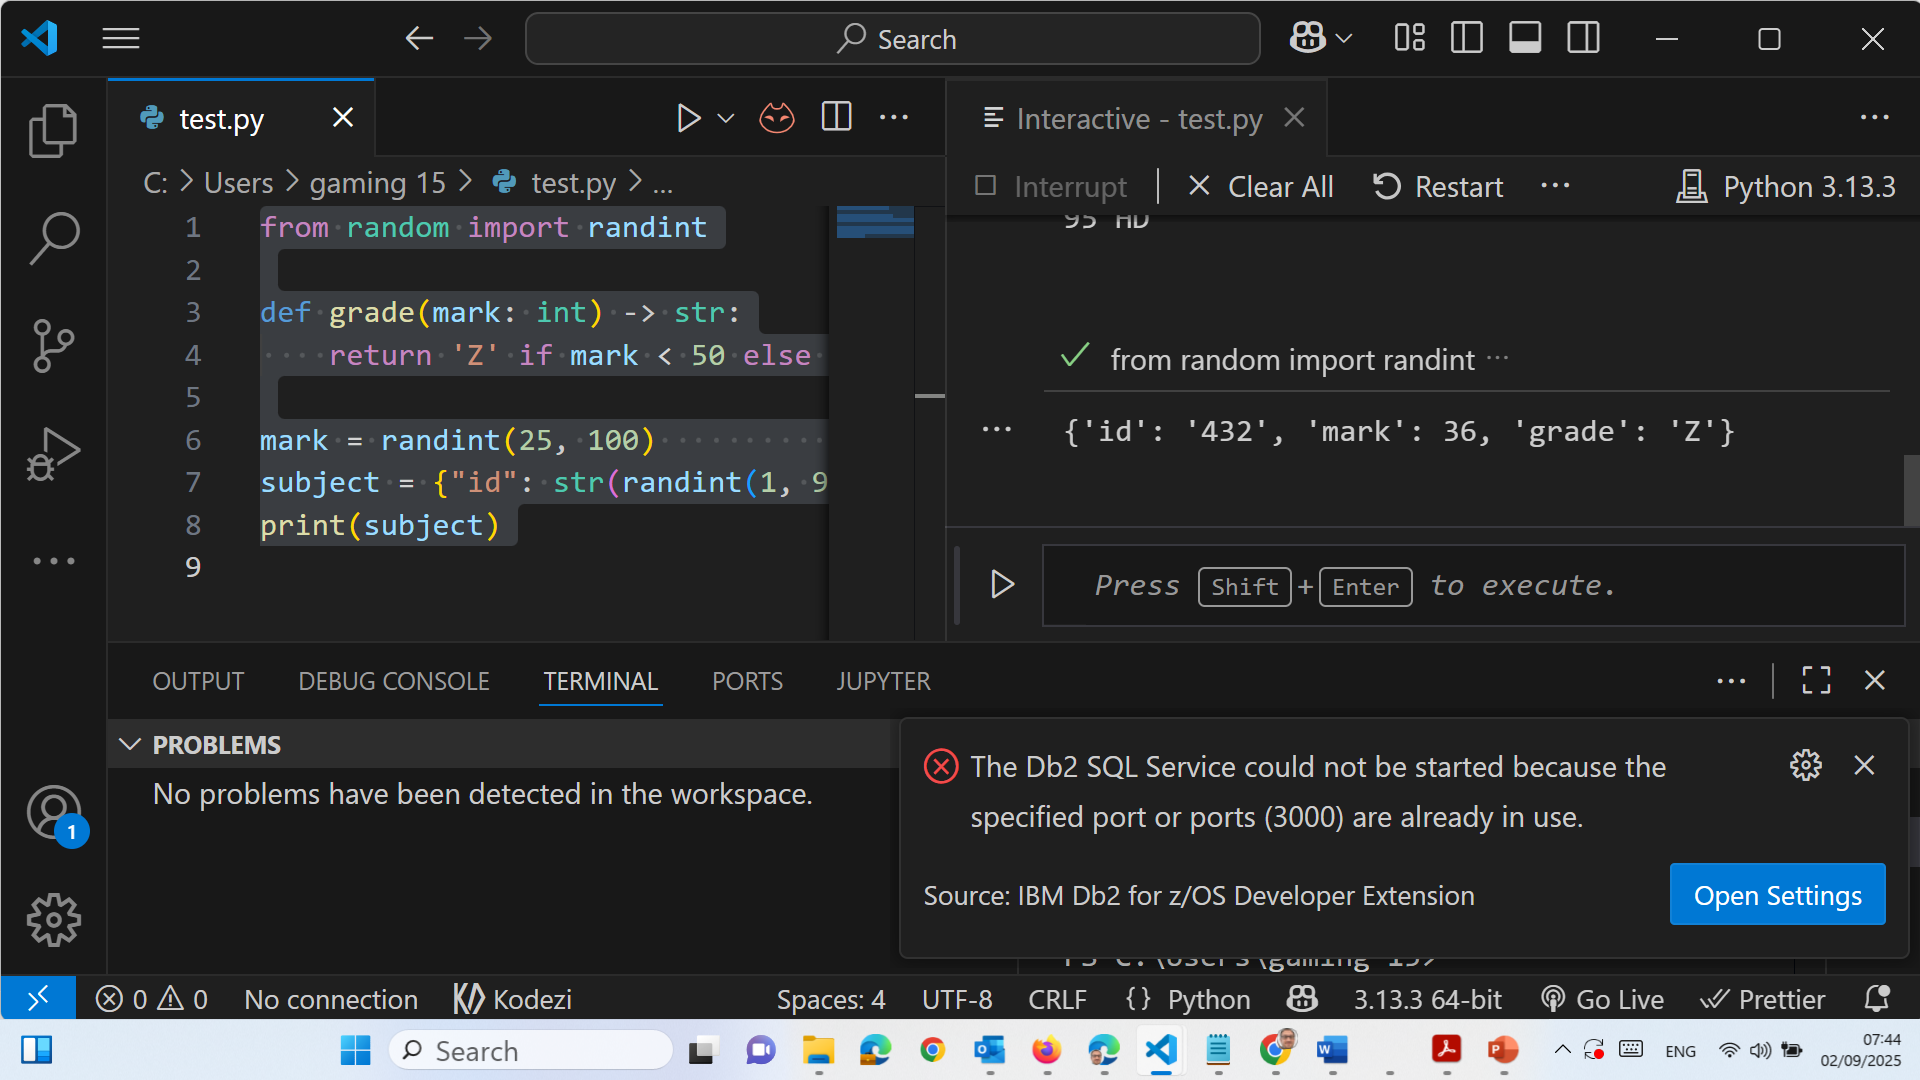 Search
test.py
Interactive - test.py
C: > Users > gaming 15 > test.py > ...
Interrupt
Clear All
Restart
Python 3.13.3
1 from random import randint
2
3 def grade(mark: int) -> str:
4 return 'Z' if mark < 50 else
5
6 mark = randint(25, 100)
7 subject = {"id": str(randint(1, 9
8 print(subject)
9
95 HD
from random import randint ...
{'id': '432', 'mark': 36, 'grade': 'Z'}
Press Shift + Enter to execute.
OUTPUT
DEBUG CONSOLE
TERMINAL
PORTS
JUPYTER
PROBLEMS
No problems have been detected in the workspace.
The Db2 SQL Service could not be started because the
specified port or ports (3000) are already in use.
Source: IBM Db2 for z/OS Developer Extension
Open Settings
PS C:\Users\gaming 15>
1
0 0
No connection
Kodezi
Spaces: 4
UTF-8
CRLF
{} Python
3.13.3 64-bit
Go Live
Prettier
Search
ENG
07:44
02/09/2025